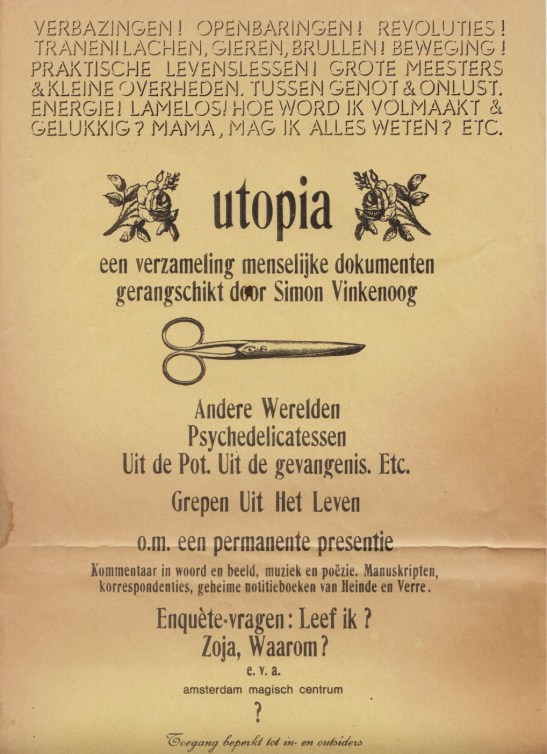 VERBAZINGEN! OPENBARINGEN! REVOLUTIES!
TRANEN! LACHEN, GIEREN, BRULLEN! BEWEGING!
PRAKTISCHE LEVENSLESSEN! GROTE MEESTERS
& KLEINE OVERHEDEN. TUSSEN GENOT & ONLUST.
ENERGIE! LAMELOS! HOE WORD IK VOLMAAKT &
GELUKKIG? MAMA, MAG IK ALLES WETEN? ETC.
utopia
een verzameling menselijke dokumenten
gerangschikt door Simon Vinkenoog
Andere Werelden
Psychedelicatessen
Uit de Pot. Uit de gevangenis. Etc.
Grepen Uit Het Leven
o.m. een permanente presentie
Kommentaar in woord en beeld, muziek en poëzie. Manuskripten,
korrespondenties, geheime notitieboeken van Heinde en Verre.
Enquète-vragen: Leef ik?
Zoja, Waarom?
e.v.a.
amsterdam magisch centrum
?
Toegang beperkt tot in- en outsiders